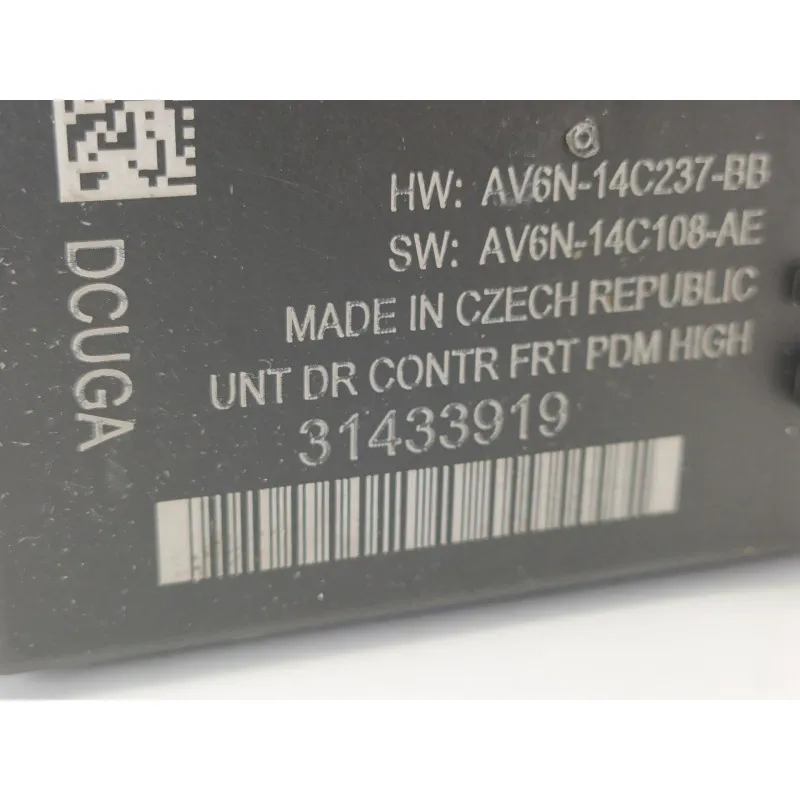 HW: AV6N-14C237-BB
SW: AV6N-14C108-AE
MADE IN CZECH REPUBLIC
UNT DR CONTR FRT PDM HIGH
31433919
DCUGA